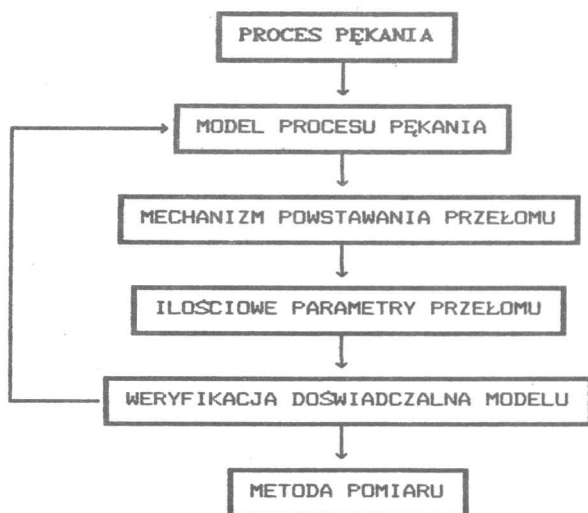 PROCES PĘKANIA
MODEL PROCESU PĘKANIA
MECHANIZM POWSTAWANIA PRZEŁOMU
ILOŚCIOWE PARAMETRY PRZEŁOMU
WERYFIKACJA DOŚWIADCZALNA MODELU
METODA POMIARU